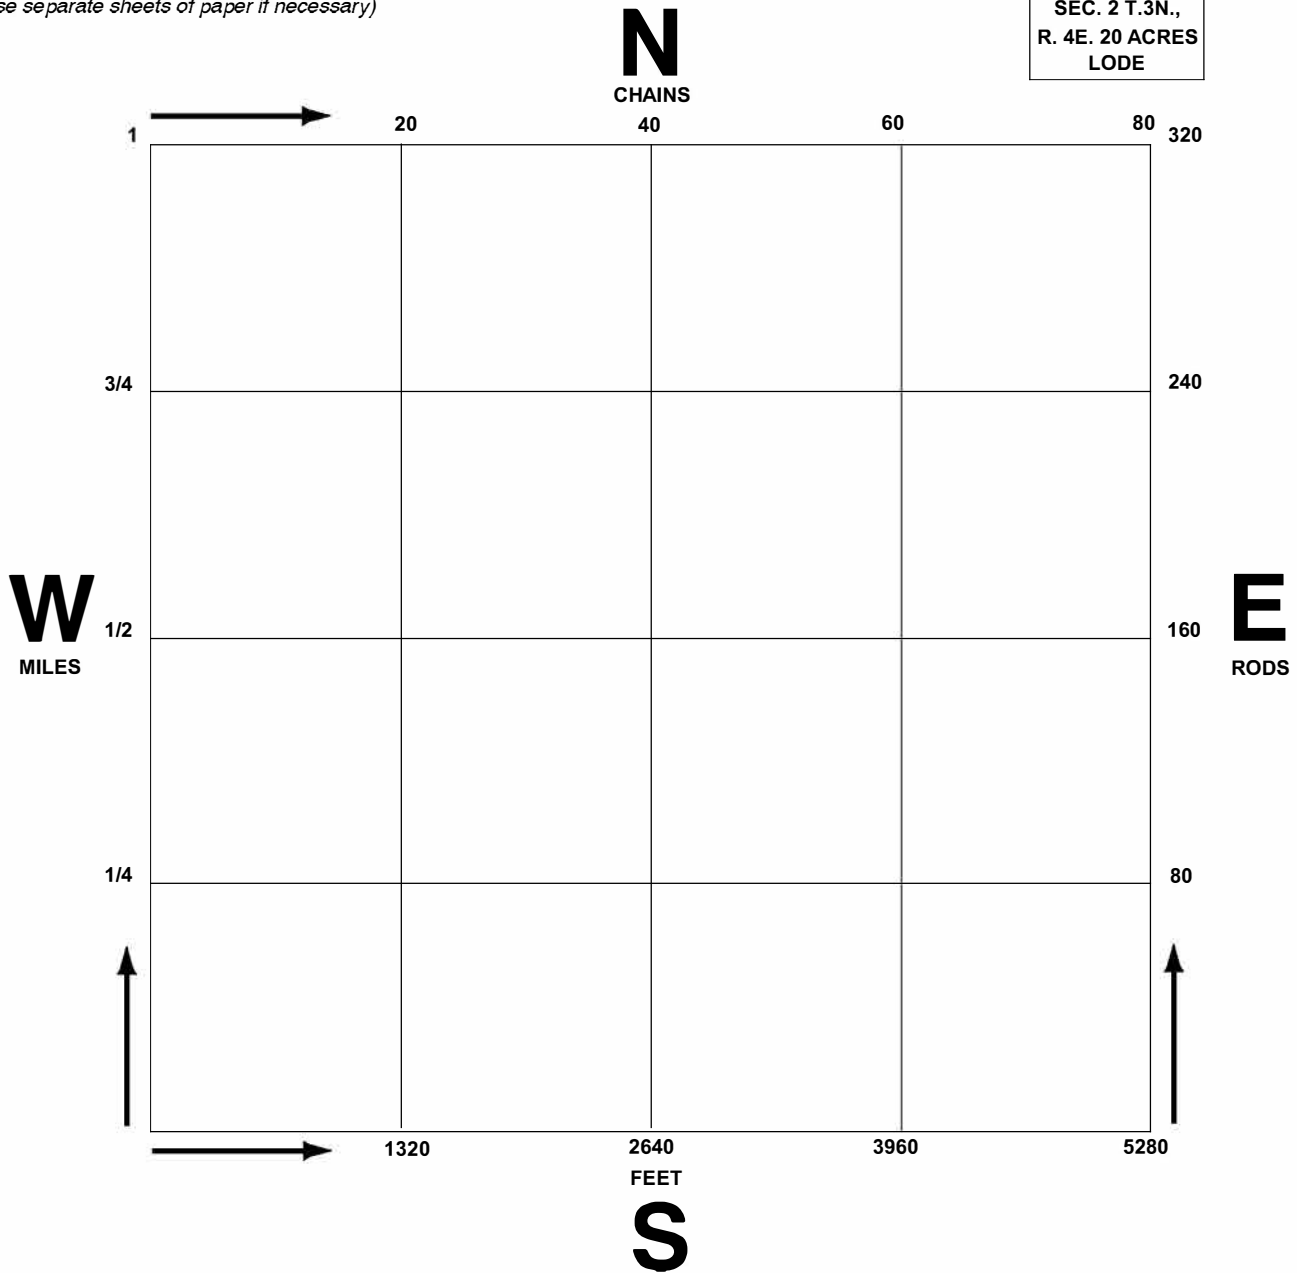 se separate sheets of paper if necessary)
SEC. 2 T.3N.,
R. 4E. 20 ACRES
LODE
N
CHAINS
1 20 40 60 80 320
3/4 240
W E
1/2 160
MILES RODS
1/4 80
1320 2640 3960 5280
FEET
S